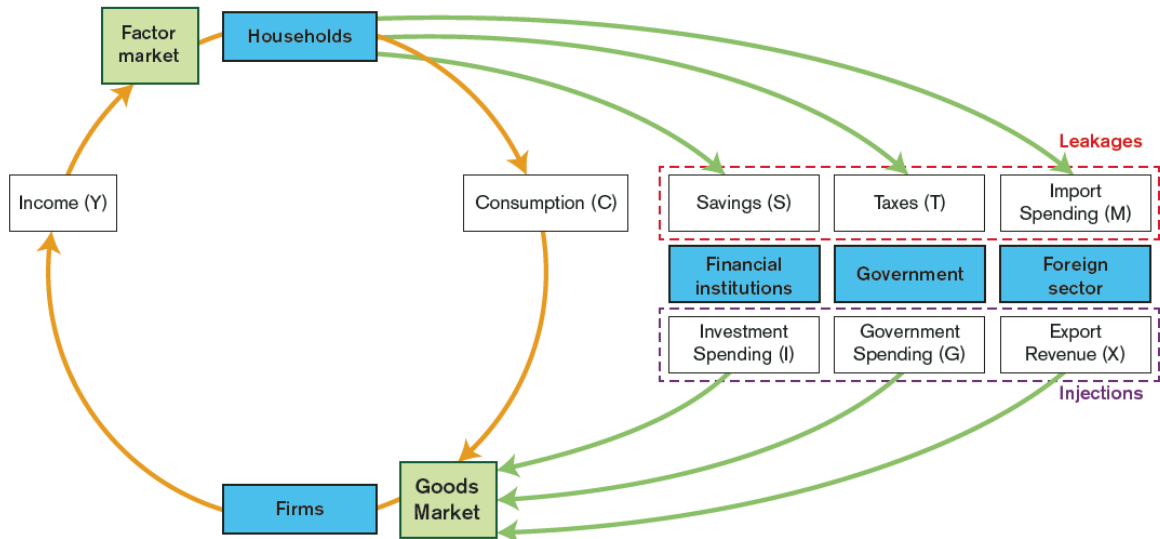 Factor
market
Households
Leakages
Income (Y)
Consumption (C)
Savings (S)
Taxes (T)
Import
Spending (M)
Financial
institutions
Government
Foreign
sector
Investment
Spending (I)
Government
Spending (G)
Export
Revenue (X)
Injections
Goods
Market
Firms